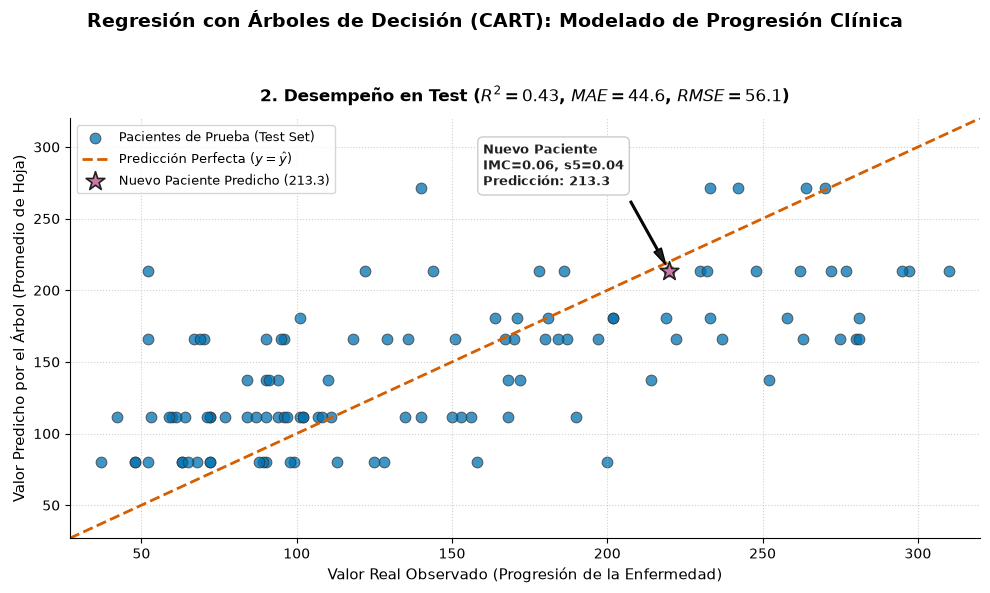 Regresión con Árboles de Decisión (CART): Modelado de Progresión Clínica
2. Desempeño en Test (R² = 0.43, MAE = 44.6, RMSE = 56.1)
Pacientes de Prueba (Test Set)
Predicción Perfecta (y = ŷ)
Nuevo Paciente Predicho (213.3)
Nuevo Paciente
IMC=0.06, s5=0.04
Predicción: 213.3
Valor Predicho por el Árbol (Promedio de Hoja)
300
250
200
150
100
50
50
100
150
200
250
300
Valor Real Observado (Progresión de la Enfermedad)